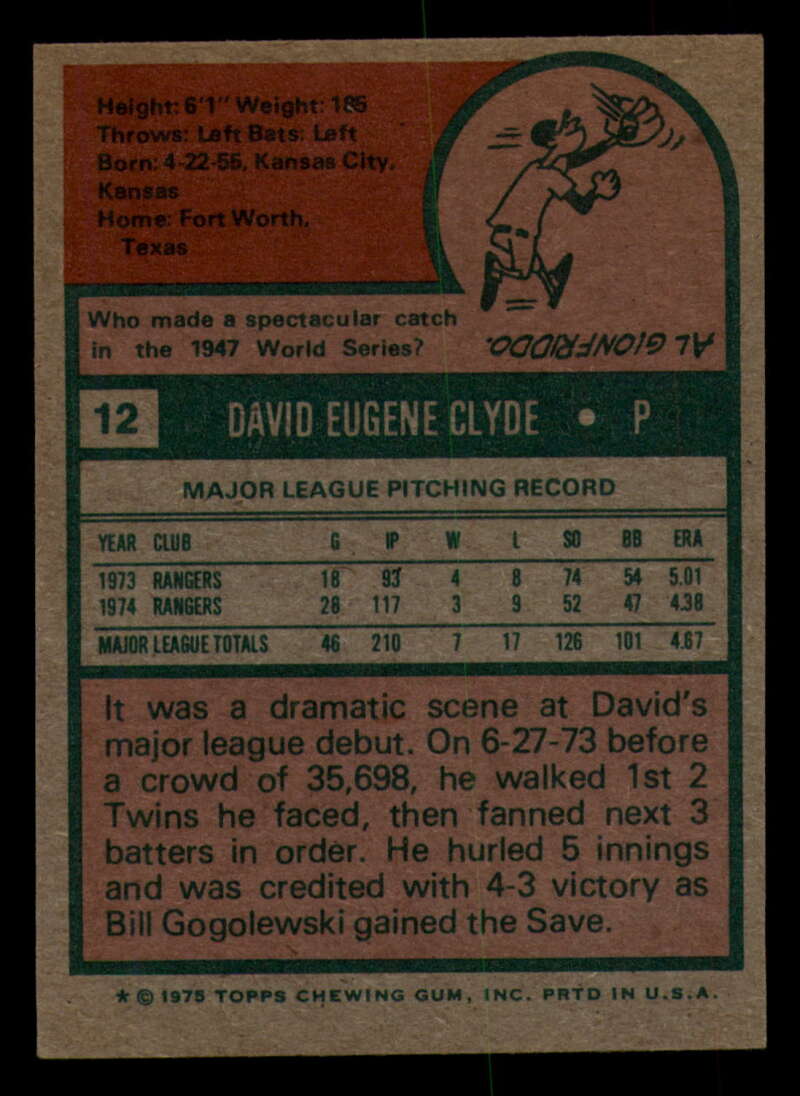 Height: 6'1" Weight: 185
Throws: Left Bats: Left
Born: 4-22-55, Kansas City,
Kansas
Home: Fort Worth,
Texas
Who made a spectacular catch
in the 1947 World Series?
AL GIONFRIDDO.
12 DAVID EUGENE CLYDE • P
MAJOR LEAGUE PITCHING RECORD
YEAR CLUB G IP W L SO BB ERA
1973 RANGERS 18 93 4 8 74 54 5.01
1974 RANGERS 28 117 3 9 52 47 4.38
MAJOR LEAGUE TOTALS 46 210 7 17 126 101 4.67
It was a dramatic scene at David's
major league debut. On 6-27-73 before
a crowd of 35,698, he walked 1st 2
Twins he faced, then fanned next 3
batters in order. He hurled 5 innings
and was credited with 4-3 victory as
Bill Gogolewski gained the Save.
* © 1975 TOPPS CHEWING GUM, INC. PRTD IN U.S.A.